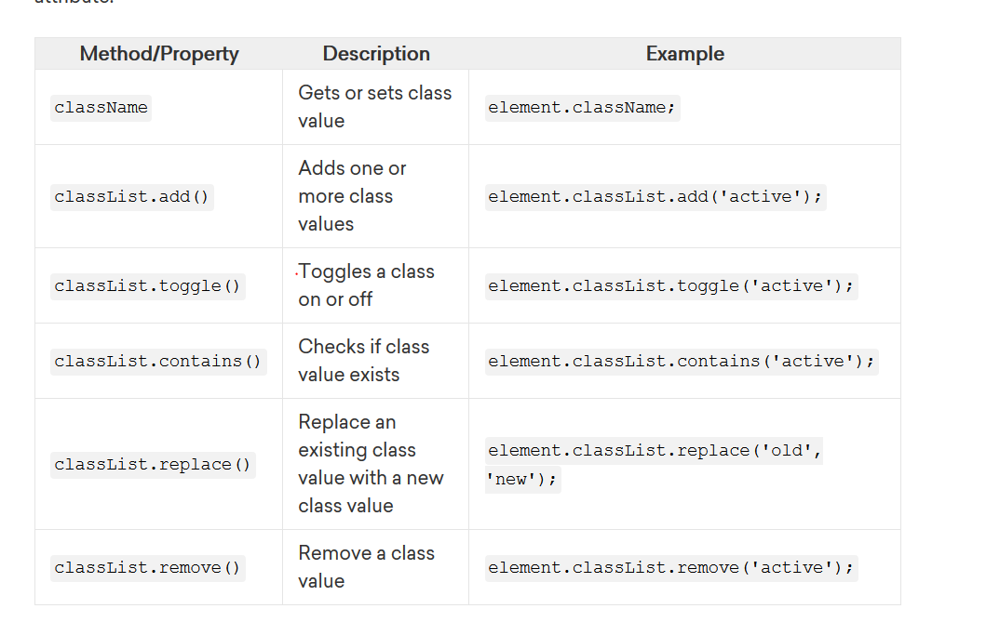 attribute.
Method/Property Description Example
className
Gets or sets class
value
element.className;
classList.add()
Adds one or
more class
values
element.classList.add('active');
classList.toggle()
Toggles a class
on or off
element.classList.toggle('active');
classList.contains()
Checks if class
value exists
element.classList.contains('active');
classList.replace()
Replace an
existing class
value with a new
class value
element.classList.replace('old',
'new');
classList.remove()
Remove a class
value
element.classList.remove('active');